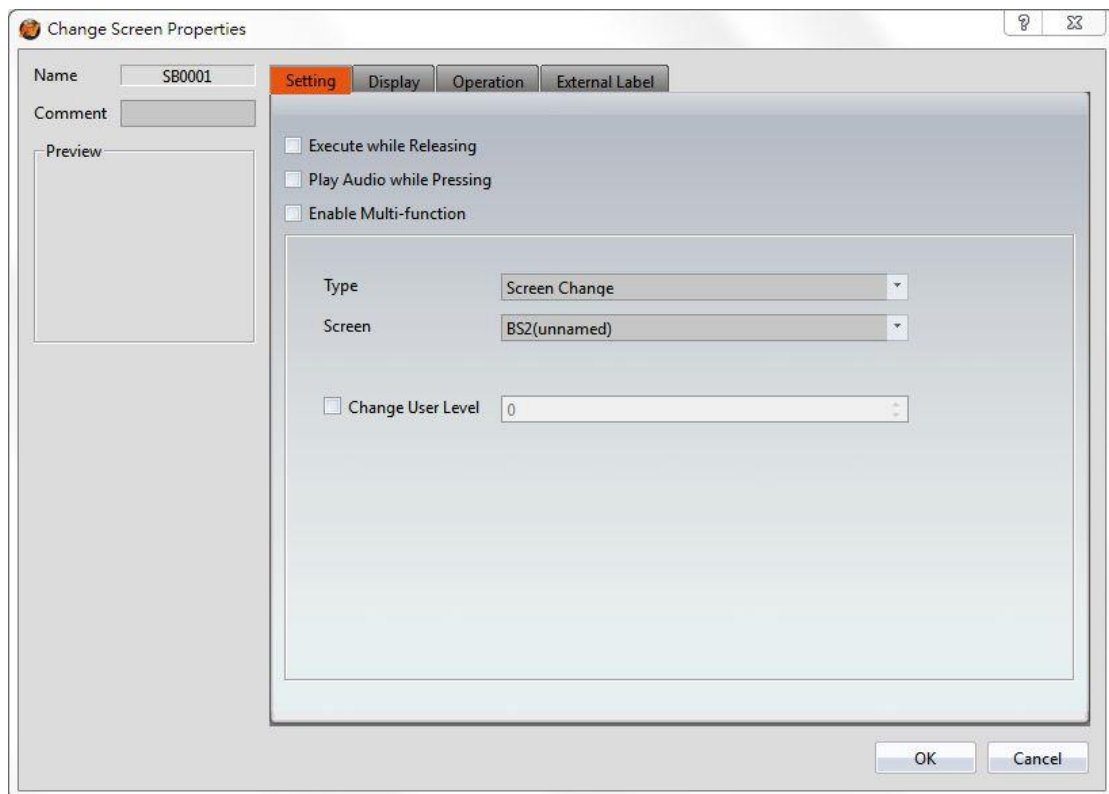 Change Screen Properties
Name SB0001
Comment
Preview
Setting Display Operation External Label
Execute while Releasing
Play Audio while Pressing
Enable Multi-function
Type Screen Change
Screen BS2(unnamed)
Change User Level 0
OK Cancel